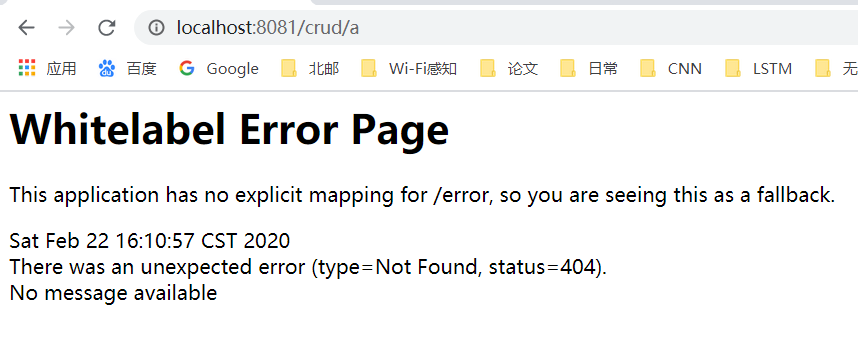 localhost:8081/crud/a
应用 百度 Google 北邮 Wi-Fi感知 论文 日常 CNN LSTM 无
Whitelabel Error Page
This application has no explicit mapping for /error, so you are seeing this as a fallback.
Sat Feb 22 16:10:57 CST 2020
There was an unexpected error (type=Not Found, status=404).
No message available